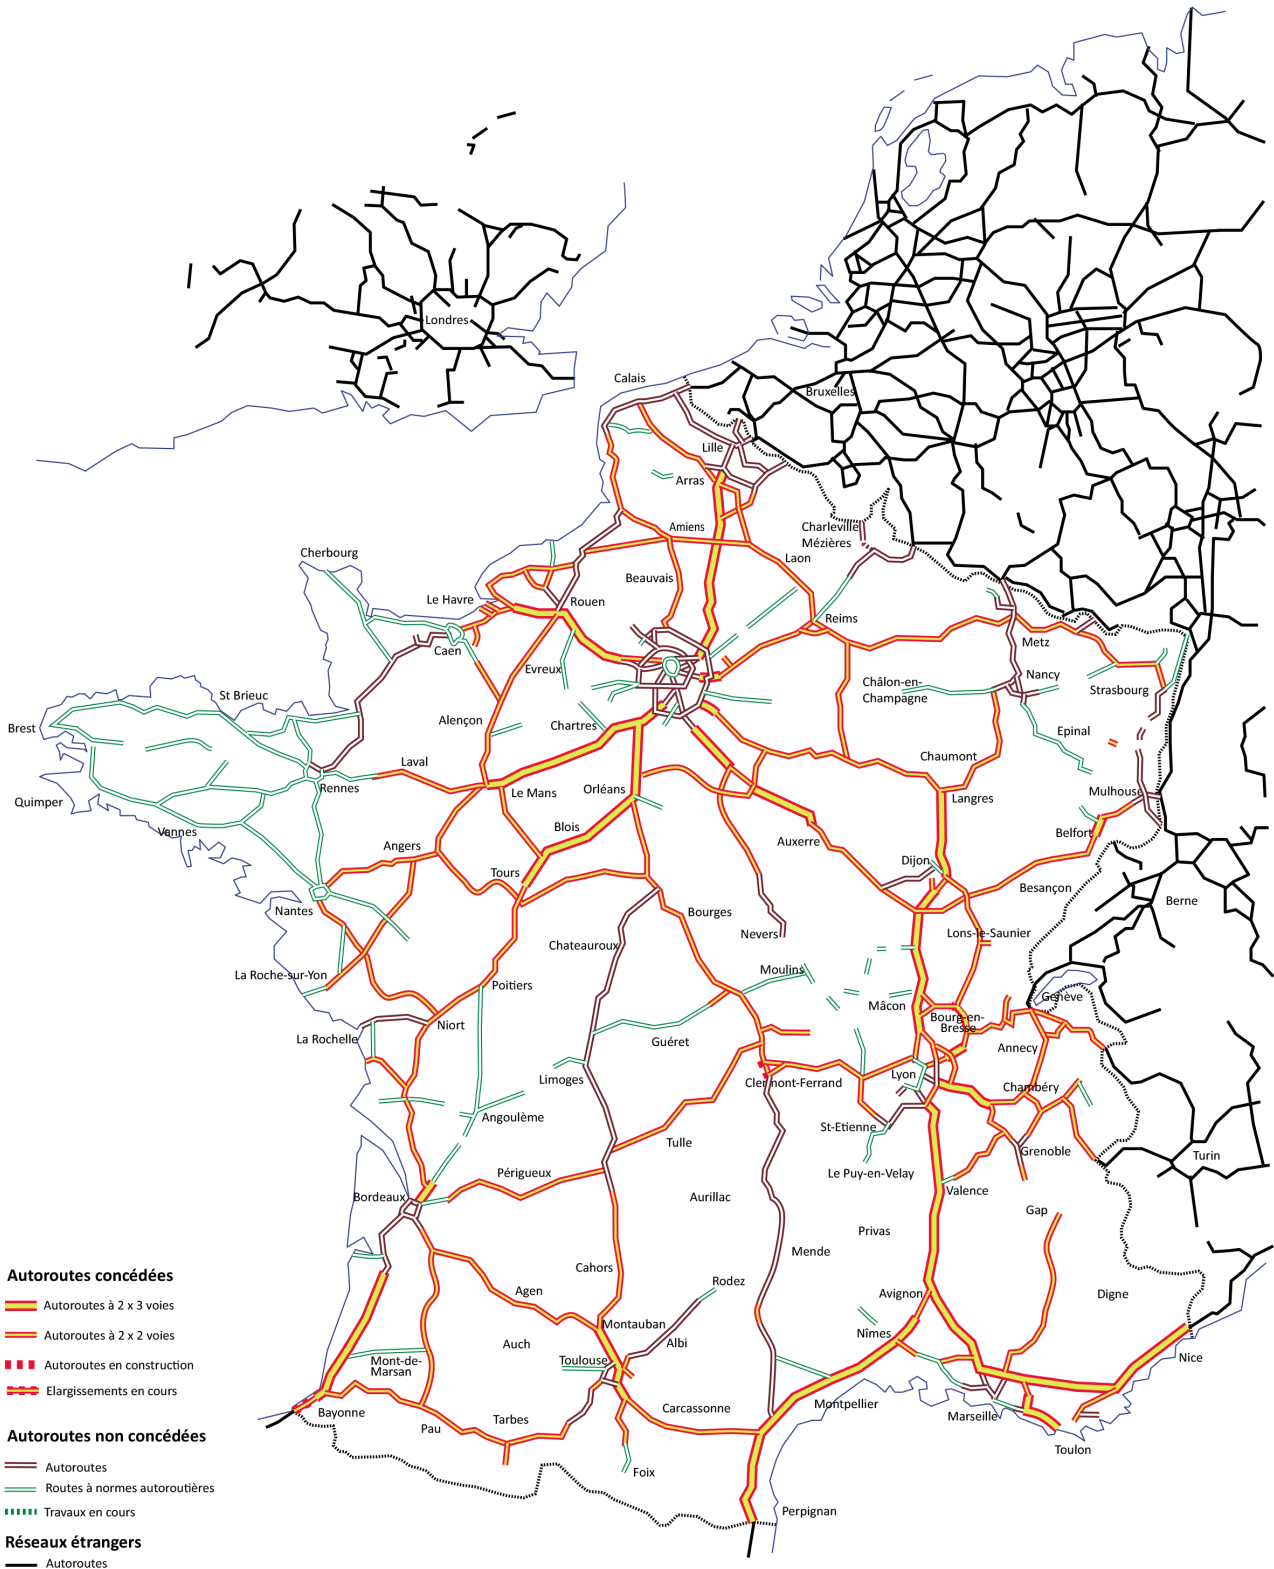 Londres
Calais
Bruxelles
Lille
Arras
Amiens
Charleville
Mézières
Laon
Cherbourg
Beauvais
Le Havre
Rouen
Reims
Caen
Metz
Evreux
Nancy
Châlon-en-
Champagne
Strasbourg
St Brieuc
Alençon
Chartres
Brest
Epinal
Chaumont
Laval
Rennes
Le Mans
Orléans
Langres
Mulhouse
Quimper
Vannes
Blois
Auxerre
Belfort
Angers
Dijon
Tours
Besançon
Berne
Nantes
Bourges
Nevers
Lons-le-Saunier
Chateauroux
La Roche-sur-Yon
Moulins
Poitiers
Genève
Mâcon
Bourg-en-
Bresse
Niort
La Rochelle
Guéret
Annecy
Limoges
Clermont-Ferrand
Lyon
Chambéry
Angoulême
St-Etienne
Tulle
Grenoble
Turin
Périgueux
Le Puy-en-Velay
Valence
Bordeaux
Aurillac
Gap
Privas
Mende
Cahors
Rodez
Agen
Avignon
Digne
Montauban
Nîmes
Auch
Albi
Toulouse
Mont-de-
Marsan
Nice
Bayonne
Carcassonne
Montpellier
Marseille
Tarbes
Pau
Toulon
Foix
Perpignan
Autoroutes concédées
Autoroutes à 2 x 3 voies
Autoroutes à 2 x 2 voies
Autoroutes en construction
Elargissements en cours
Autoroutes non concédées
Autoroutes
Routes à normes autoroutières
Travaux en cours
Réseaux étrangers
Autoroutes